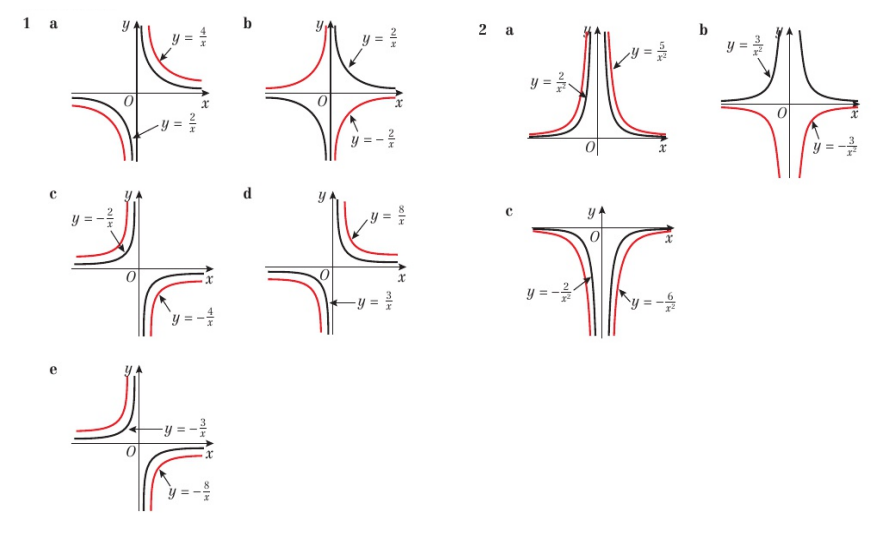 1 a
y
y = 4/x
O
x
y = 2/x
b
y
y = 2/x
O
x
y = -2/x
c
y
y = -2/x
O
x
y = -4/x
d
y
y = 8/x
O
x
y = 3/x
e
y
y = -3/x
O
x
y = -8/x
2 a
y
y = 5/x²
y = 2/x²
O
x
b
y
y = 3/x²
O
x
y = -3/x²
c
y
O
x
y = -2/x²
y = -6/x²